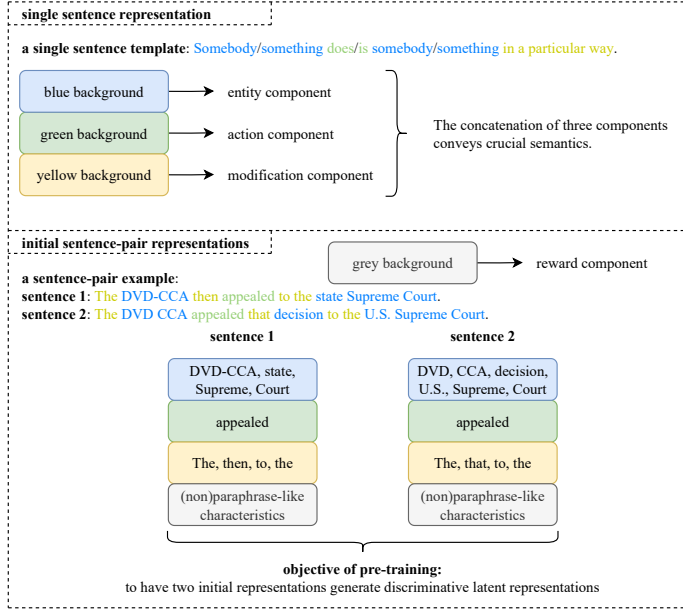 single sentence representation
a single sentence template: Somebody/something does/is somebody/something in a particular way.
blue background
entity component
green background
action component
yellow background
modification component
The concatenation of three components
conveys crucial semantics.
initial sentence-pair representations
grey background
reward component
a sentence-pair example:
sentence 1: The DVD-CCA then appealed to the state Supreme Court.
sentence 2: The DVD CCA appealed that decision to the U.S. Supreme Court.
sentence 1
sentence 2
DVD-CCA, state,
Supreme, Court
DVD, CCA, decision,
U.S., Supreme, Court
appealed
appealed
The, then, to, the
The, that, to, the
(non)paraphrase-like
characteristics
(non)paraphrase-like
characteristics
objective of pre-training:
to have two initial representations generate discriminative latent representations